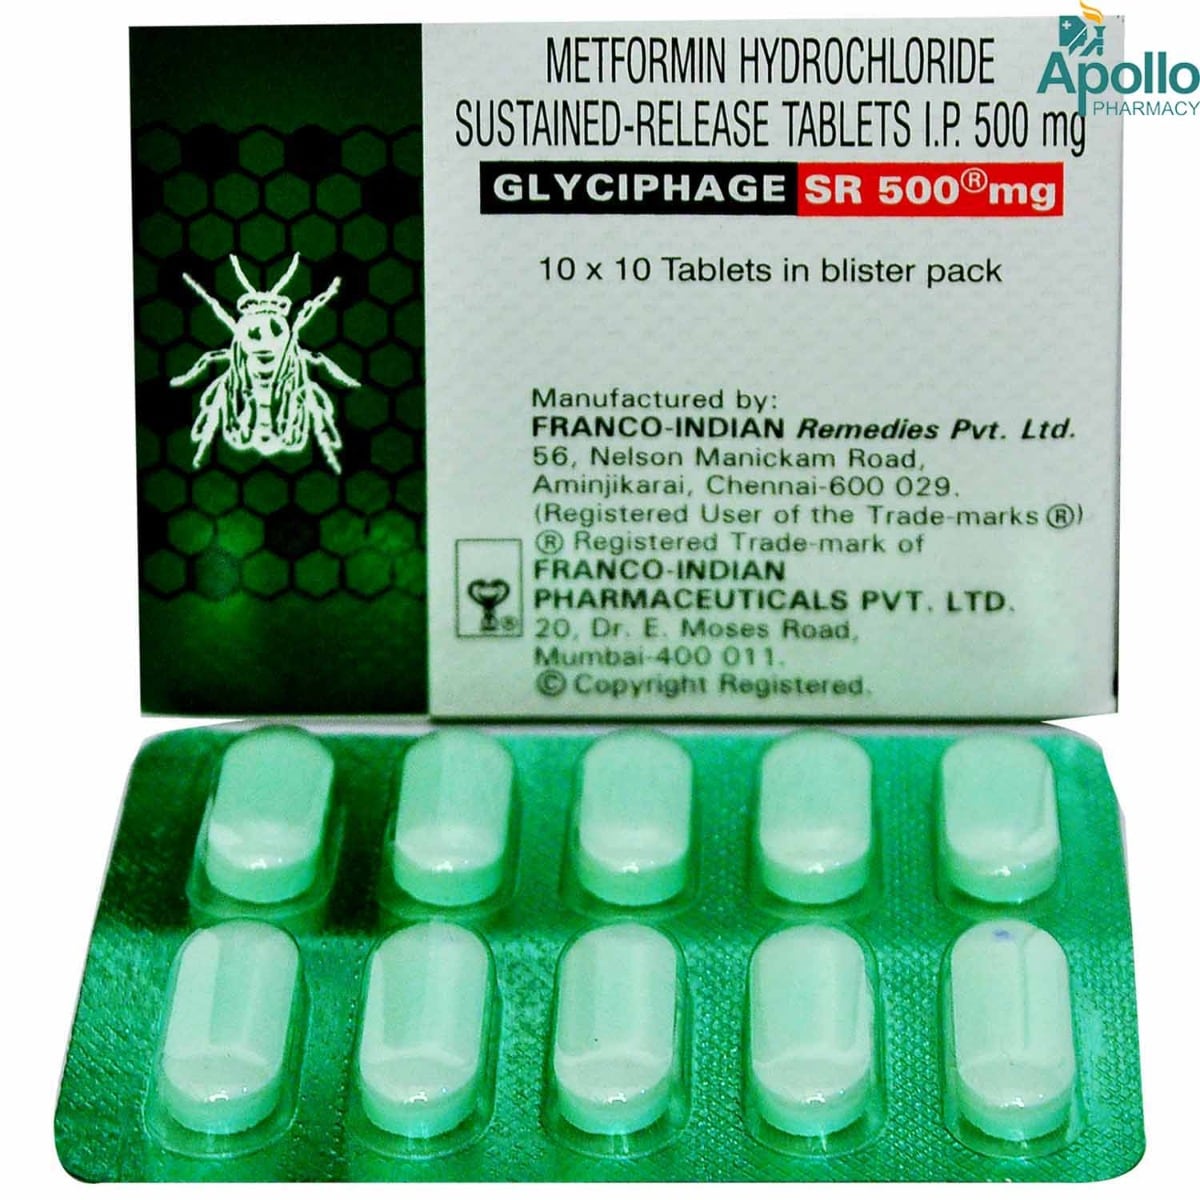 METFORMIN HYDROCHLORIDE
SUSTAINED-RELEASE TABLETS I.P. 500 mg
Apollo
PHARMACY
GLYCIPHAGE SR 500®mg
10 x 10 Tablets in blister pack
Manufactured by:
FRANCO-INDIAN Remedies Pvt. Ltd.
56, Nelson Manickam Road,
Aminjikarai, Chennai-600 029.
(Registered User of the Trade-marks ®)
® Registered Trade-mark of
FRANCO-INDIAN
PHARMACEUTICALS PVT. LTD.
®
20, Dr. E. Moses Road,
Mumbai-400 011.
© Copyright Registered.